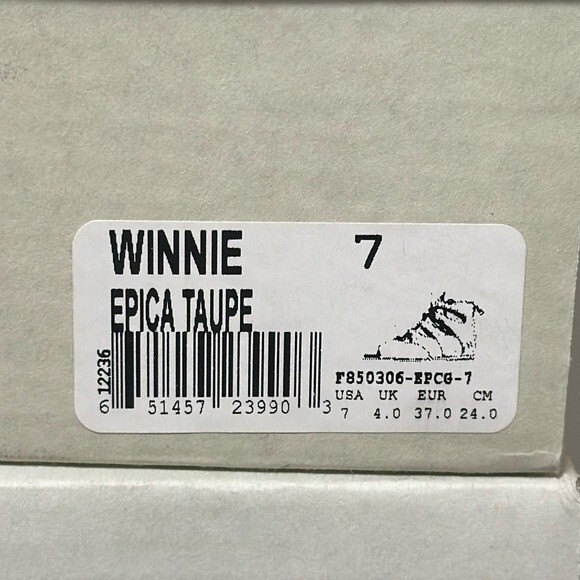 WINNIE 7
EPICA TAUPE
12236
6 51457 23990 3
F850306-EPCG-7
USA UK EUR CM
7 4.0 37.0 24.0